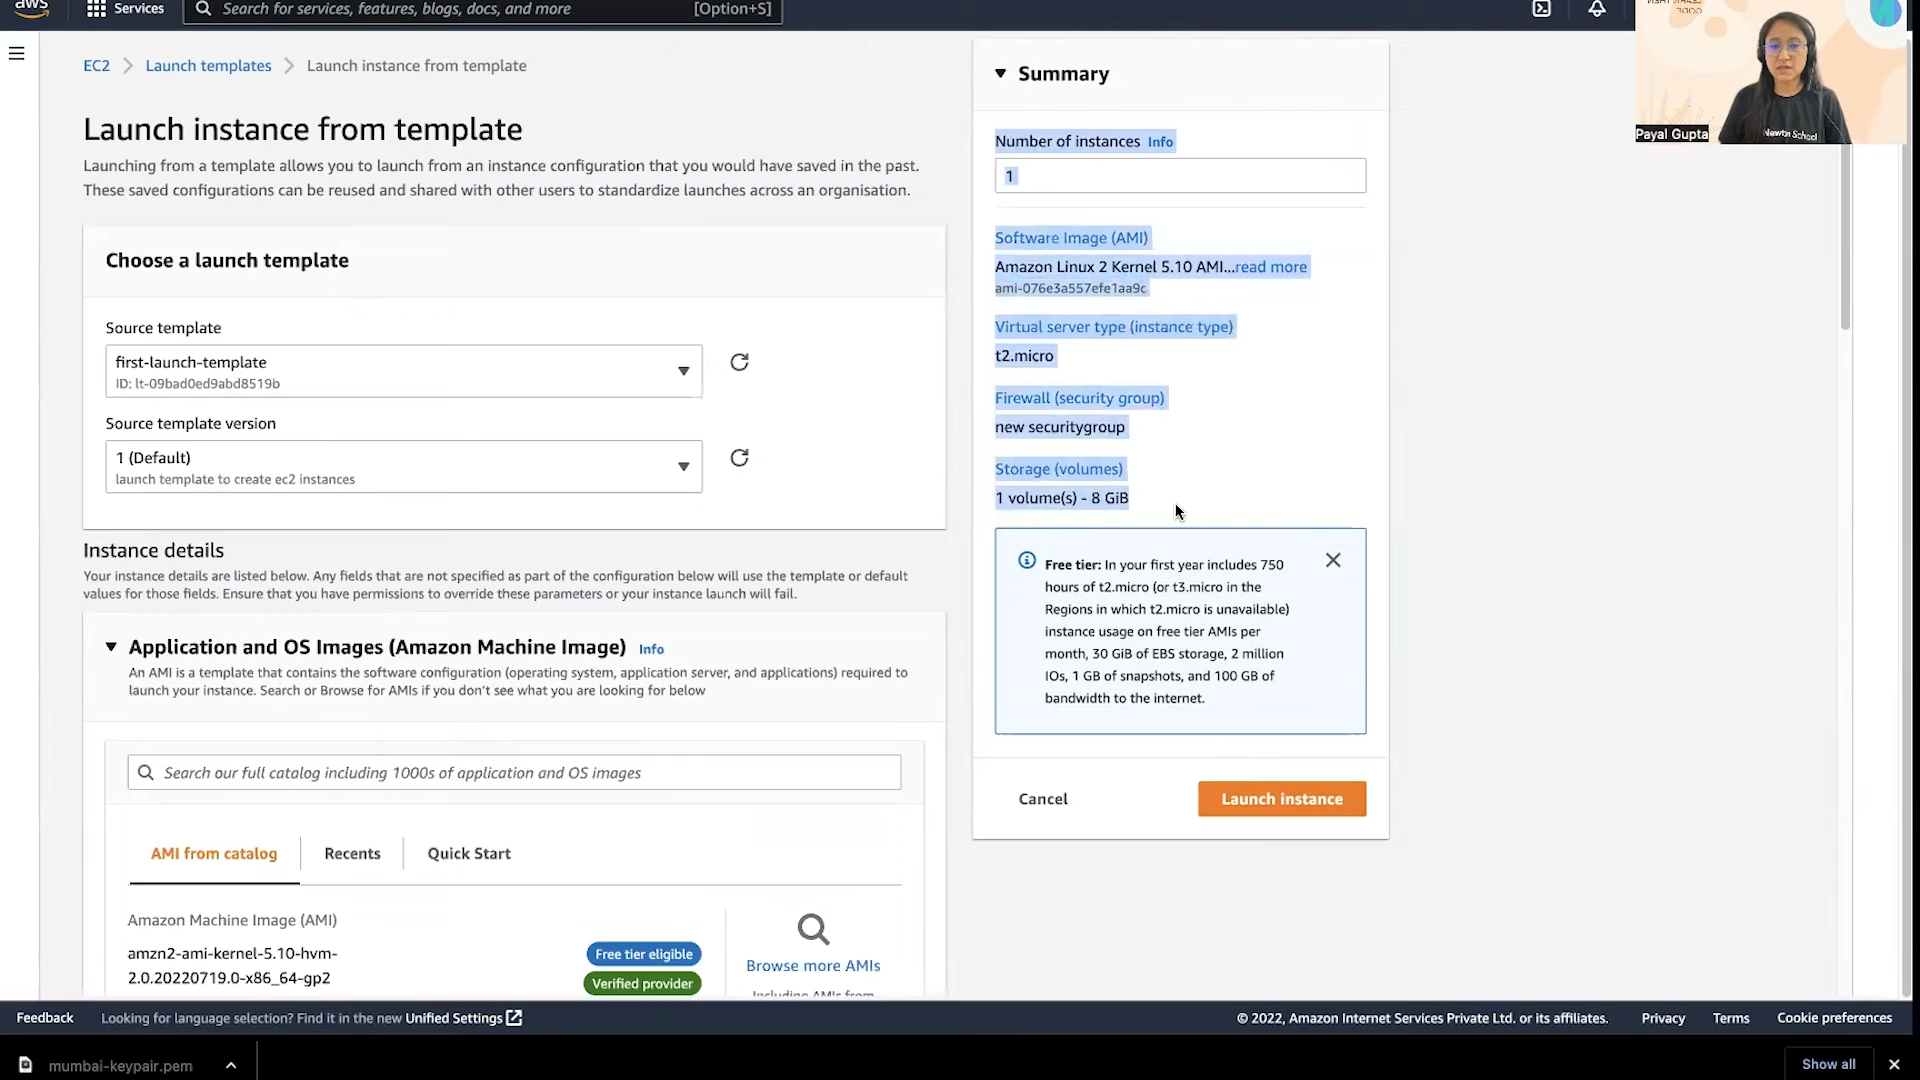 aws
Services
Search for services, features, blogs, docs, and more
[Option+S]
EC2
Launch templates
Launch instance from template
Launch instance from template
Launching from a template allows you to launch from an instance configuration that you would have saved in the past.
These saved configurations can be reused and shared with other users to standardize launches across an organisation.
Choose a launch template
Source template
first-launch-template
ID: lt-09bad0ed9abd8519b
Source template version
1 (Default)
launch template to create ec2 instances
Instance details
Your instance details are listed below. Any fields that are not specified as part of the configuration below will use the template or default
values for those fields. Ensure that you have permissions to override these parameters or your instance launch will fail.
Application and OS Images (Amazon Machine Image) Info
An AMI is a template that contains the software configuration (operating system, application server, and applications) required to
launch your instance. Search or Browse for AMIs if you don't see what you are looking for below
Search our full catalog including 1000s of application and OS images
AMI from catalog
Recents
Quick Start
Amazon Machine Image (AMI)
amzn2-ami-kernel-5.10-hvm-
2.0.20220719.0-x86_64-gp2
Free tier eligible
Verified provider
Browse more AMIs
Including AMIs from
Summary
Number of instances Info
1
Software Image (AMI)
Amazon Linux 2 Kernel 5.10 AMI...read more
ami-076e3a557efe1aa9c
Virtual server type (instance type)
t2.micro
Firewall (security group)
new securitygroup
Storage (volumes)
1 volume(s) - 8 GiB
Free tier: In your first year includes 750
hours of t2.micro (or t3.micro in the
Regions in which t2.micro is unavailable)
instance usage on free tier AMIs per
month, 30 GiB of EBS storage, 2 million
IOs, 1 GB of snapshots, and 100 GB of
bandwidth to the internet.
Cancel
Launch instance
Payal Gupta
Newton School
Feedback
Looking for language selection? Find it in the new Unified Settings
© 2022, Amazon Internet Services Private Ltd. or its affiliates.
Privacy
Terms
Cookie preferences
mumbai-keypair.pem
Show all